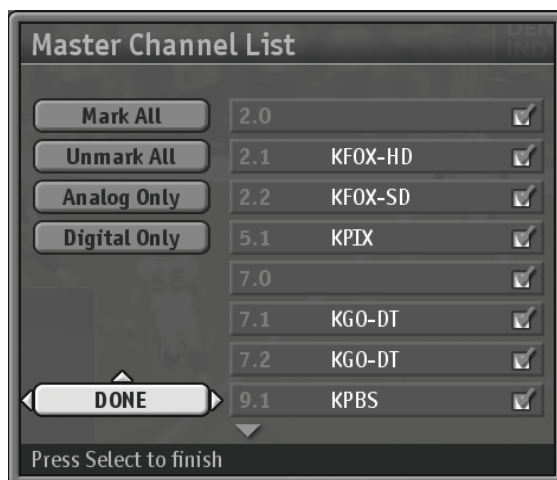 Master Channel List
DEN
IND
Mark All
Unmark All
Analog Only
Digital Only
DONE
2.0
2.1 KFOX-HD
2.2 KFOX-SD
5.1 KPIX
7.0
7.1 KGO-DT
7.2 KGO-DT
9.1 KPBS
Press Select to finish